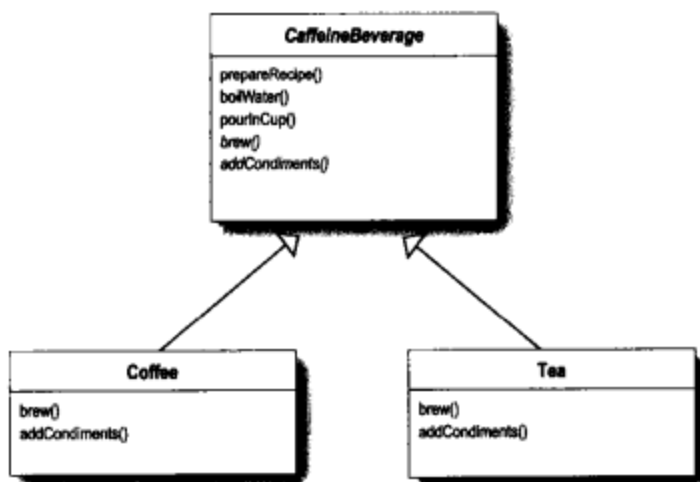 CaffeineBeverage
prepareRecipe()
boilWater()
pourInCup()
brew()
addCondiments()
Coffee
brew()
addCondiments()
Tea
brew()
addCondiments()